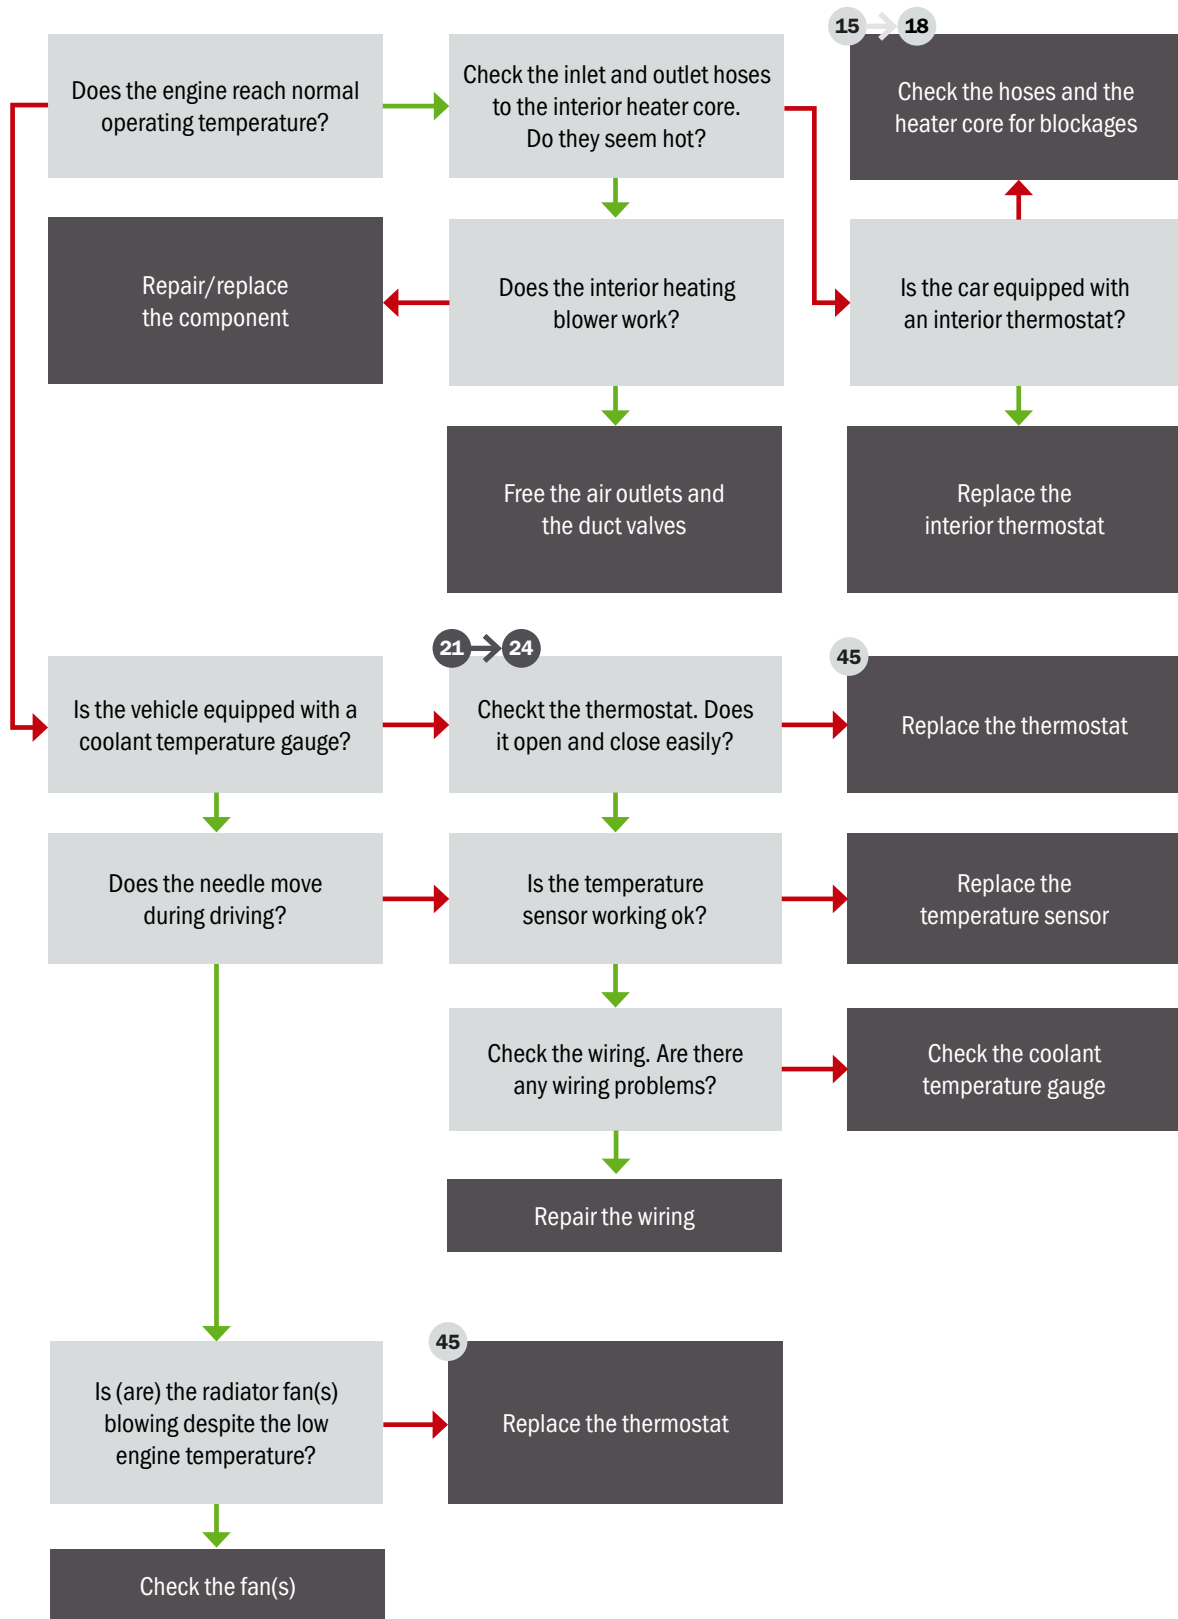 15
18
Does the engine reach normal
operating temperature?
Check the inlet and outlet hoses
to the interior heater core.
Do they seem hot?
Check the hoses and the
heater core for blockages
Repair/replace
the component
Does the interior heating
blower work?
Is the car equipped with
an interior thermostat?
Free the air outlets and
the duct valves
Replace the
interior thermostat
21
24
45
Is the vehicle equipped with a
coolant temperature gauge?
Checkt the thermostat. Does
it open and close easily?
Replace the thermostat
Does the needle move
during driving?
Is the temperature
sensor working ok?
Replace the
temperature sensor
Check the wiring. Are there
any wiring problems?
Check the coolant
temperature gauge
Repair the wiring
45
Is (are) the radiator fan(s)
blowing despite the low
engine temperature?
Replace the thermostat
Check the fan(s)